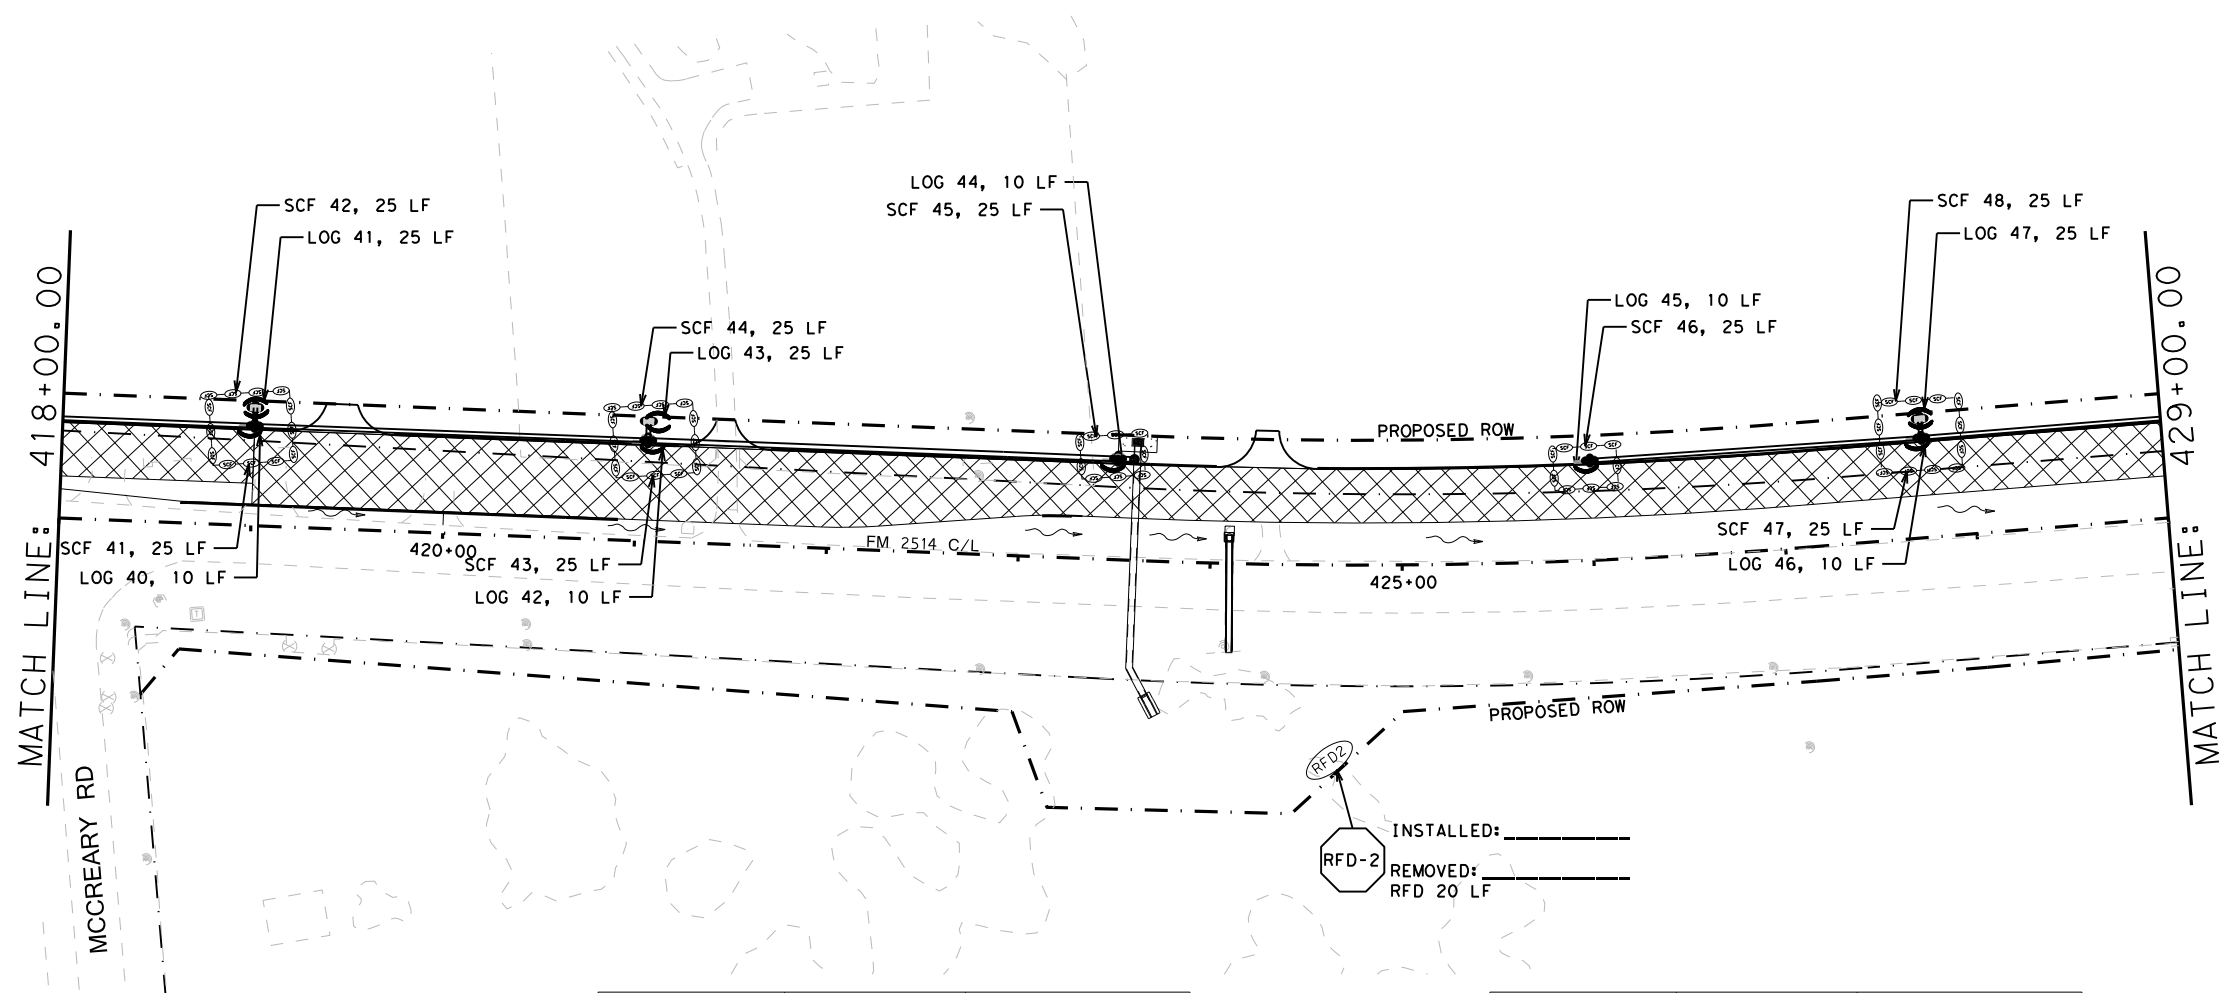 LOG 44, 10 LF
SCF 42, 25 LF
SCF 45, 25 LF
SCF 48, 25 LF
LOG 41, 25 LF
LOG 47, 25 LF
MATCH LINE: 418+00.00
MATCH LINE: 429+00.00
LOG 45, 10 LF
SCF 44, 25 LF
SCF 46, 25 LF
LOG 43, 25 LF
PROPOSED ROW
SCF 47, 25 LF
SCF 41, 25 LF
420+00
FM 2514 C/L
SCF 43, 25 LF
LOG 46, 10 LF
LOG 40, 10 LF
425+00
LOG 42, 10 LF
PROPOSED ROW
RFD2
MCCREARY RD
INSTALLED:
RFD-2
REMOVED:
RFD 20 LF